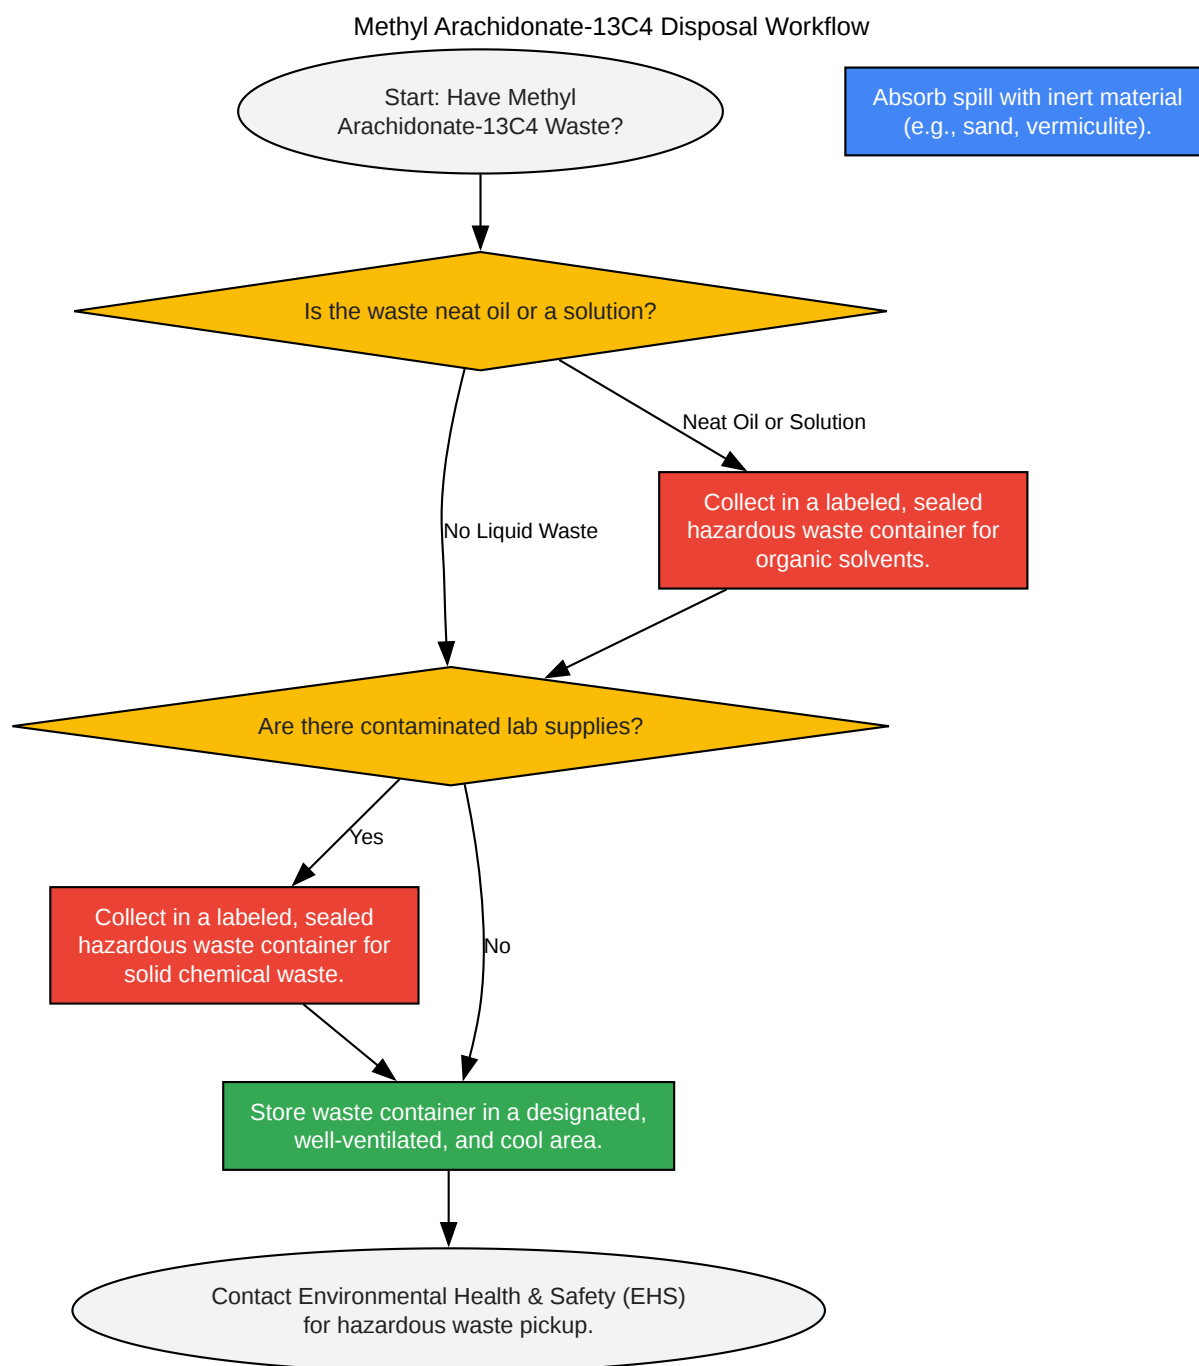 Methyl Arachidonate-13C4 Disposal Workflow
Start: Have Methyl
Arachidonate-13C4 Waste?
Absorb spill with inert material
(e.g., sand, vermiculite).
Is the waste neat oil or a solution?
Neat Oil or Solution
Collect in a labeled, sealed
hazardous waste container for
organic solvents.
No Liquid Waste
Are there contaminated lab supplies?
Yes
Collect in a labeled, sealed
hazardous waste container for
solid chemical waste.
No
Store waste container in a designated,
well-ventilated, and cool area.
Contact Environmental Health & Safety (EHS)
for hazardous waste pickup.